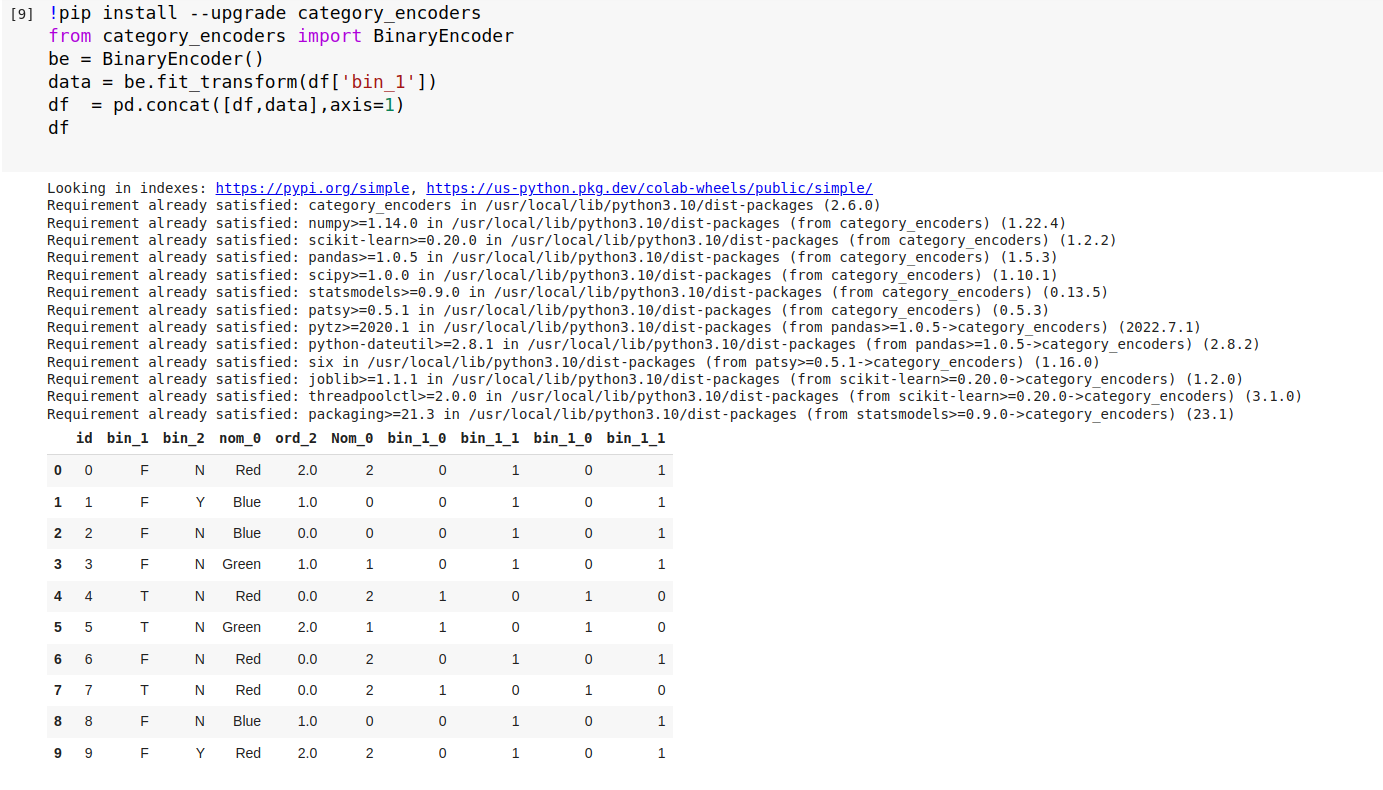 [9] !pip install --upgrade category_encoders
from category_encoders import BinaryEncoder
be = BinaryEncoder()
data = be.fit_transform(df['bin_1'])
df  = pd.concat([df,data],axis=1)
df
Looking in indexes: https://pypi.org/simple, https://us-python.pkg.dev/colab-wheels/public/simple/
Requirement already satisfied: category_encoders in /usr/local/lib/python3.10/dist-packages (2.6.0)
Requirement already satisfied: numpy>=1.14.0 in /usr/local/lib/python3.10/dist-packages (from category_encoders) (1.22.4)
Requirement already satisfied: scikit-learn>=0.20.0 in /usr/local/lib/python3.10/dist-packages (from category_encoders) (1.2.2)
Requirement already satisfied: pandas>=1.0.5 in /usr/local/lib/python3.10/dist-packages (from category_encoders) (1.5.3)
Requirement already satisfied: scipy>=1.0.0 in /usr/local/lib/python3.10/dist-packages (from category_encoders) (1.10.1)
Requirement already satisfied: statsmodels>=0.9.0 in /usr/local/lib/python3.10/dist-packages (from category_encoders) (0.13.5)
Requirement already satisfied: patsy>=0.5.1 in /usr/local/lib/python3.10/dist-packages (from category_encoders) (0.5.3)
Requirement already satisfied: pytz>=2020.1 in /usr/local/lib/python3.10/dist-packages (from pandas>=1.0.5->category_encoders) (2022.7.1)
Requirement already satisfied: python-dateutil>=2.8.1 in /usr/local/lib/python3.10/dist-packages (from pandas>=1.0.5->category_encoders) (2.8.2)
Requirement already satisfied: six in /usr/local/lib/python3.10/dist-packages (from patsy>=0.5.1->category_encoders) (1.16.0)
Requirement already satisfied: joblib>=1.1.1 in /usr/local/lib/python3.10/dist-packages (from scikit-learn>=0.20.0->category_encoders) (1.2.0)
Requirement already satisfied: threadpoolctl>=2.0.0 in /usr/local/lib/python3.10/dist-packages (from scikit-learn>=0.20.0->category_encoders) (3.1.0)
Requirement already satisfied: packaging>=21.3 in /usr/local/lib/python3.10/dist-packages (from statsmodels>=0.9.0->category_encoders) (23.1)
id bin_1 bin_2 nom_0 ord_2 Nom_0 bin_1_0 bin_1_1 bin_1_0 bin_1_1
0 0 F N Red 2.0 2 0 1 0 1
1 1 F Y Blue 1.0 0 0 1 0 1
2 2 F N Blue 0.0 0 0 1 0 1
3 3 F N Green 1.0 1 0 1 0 1
4 4 T N Red 0.0 2 1 0 1 0
5 5 T N Green 2.0 1 1 0 1 0
6 6 F N Red 0.0 2 0 1 0 1
7 7 T N Red 0.0 2 1 0 1 0
8 8 F N Blue 1.0 0 0 1 0 1
9 9 F Y Red 2.0 2 0 1 0 1